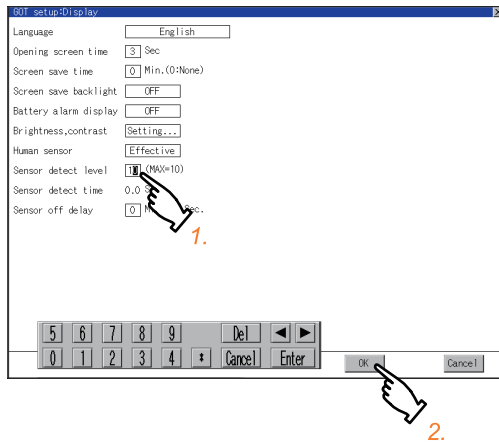 GOT setup:Display
Language English
Opening screen time 3 Sec
Screen save time 0 Min.(0:None)
Screen save backlight OFF
Battery alarm display OFF
Brightness,contrast Setting...
Human sensor Effective
Sensor detect level 10 (MAX=10)
Sensor detect time 0.0 S
Sensor off delay 0 M Sec.
1.
5 6 7 8 9 Del ◀ ▶
0 1 2 3 4 * Cancel Enter
OK Cancel
2.